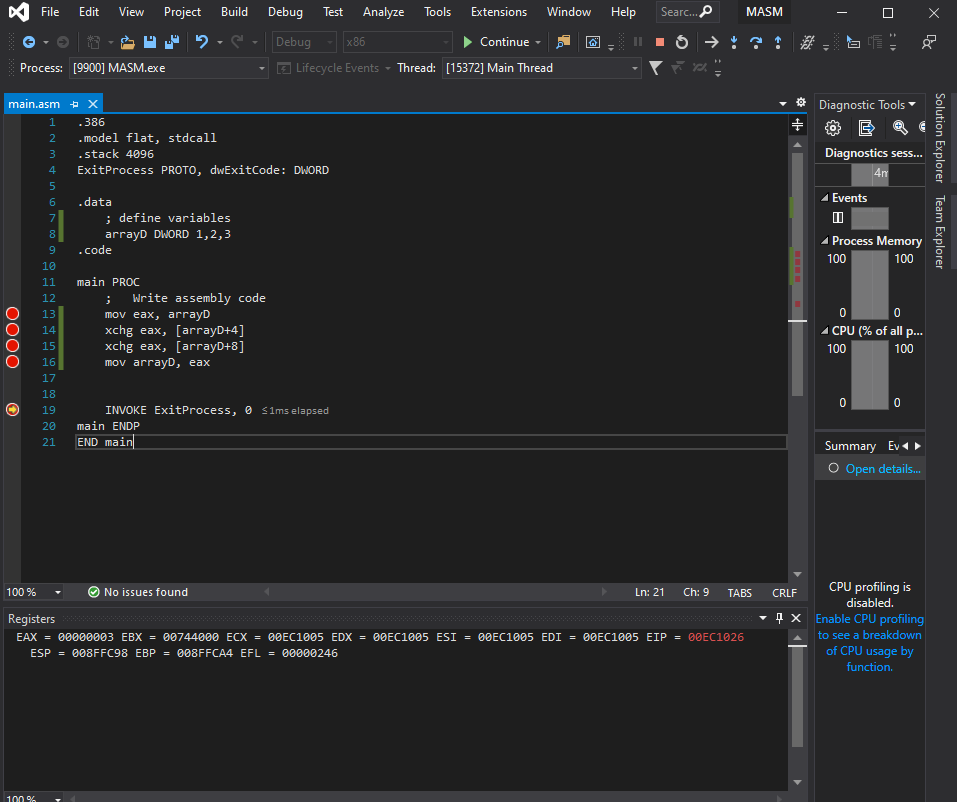 File Edit View Project Build Debug Test Analyze Tools Extensions Window Help Searc... MASM
Debug x86 Continue
Process: [9900] MASM.exe Lifecycle Events Thread: [15372] Main Thread
main.asm
1 .386
2 .model flat, stdcall
3 .stack 4096
4 ExitProcess PROTO, dwExitCode: DWORD
5
6 .data
7 ; define variables
8 arrayD DWORD 1,2,3
9 .code
10
11 main PROC
12 ; Write assembly code
13 mov eax, arrayD
14 xchg eax, [arrayD+4]
15 xchg eax, [arrayD+8]
16 mov arrayD, eax
17
18
19 INVOKE ExitProcess, 0 ≤1ms elapsed
20 main ENDP
21 END main
100 % No issues found Ln: 21 Ch: 9 TABS CRLF
Registers
EAX = 00000003 EBX = 00744000 ECX = 00EC1005 EDX = 00EC1005 ESI = 00EC1005 EDI = 00EC1005 EIP = 00EC1026
ESP = 008FFC98 EBP = 008FFCA4 EFL = 00000246
100 %
Diagnostic Tools
Diagnostics sess...
4m
Events
Process Memory
100 100
0 0
CPU (% of all p...
100 100
0 0
Summary Ev
Open details...
CPU profiling is
disabled.
Enable CPU profiling
to see a breakdown
of CPU usage by
function.
Solution Explorer
Team Explorer